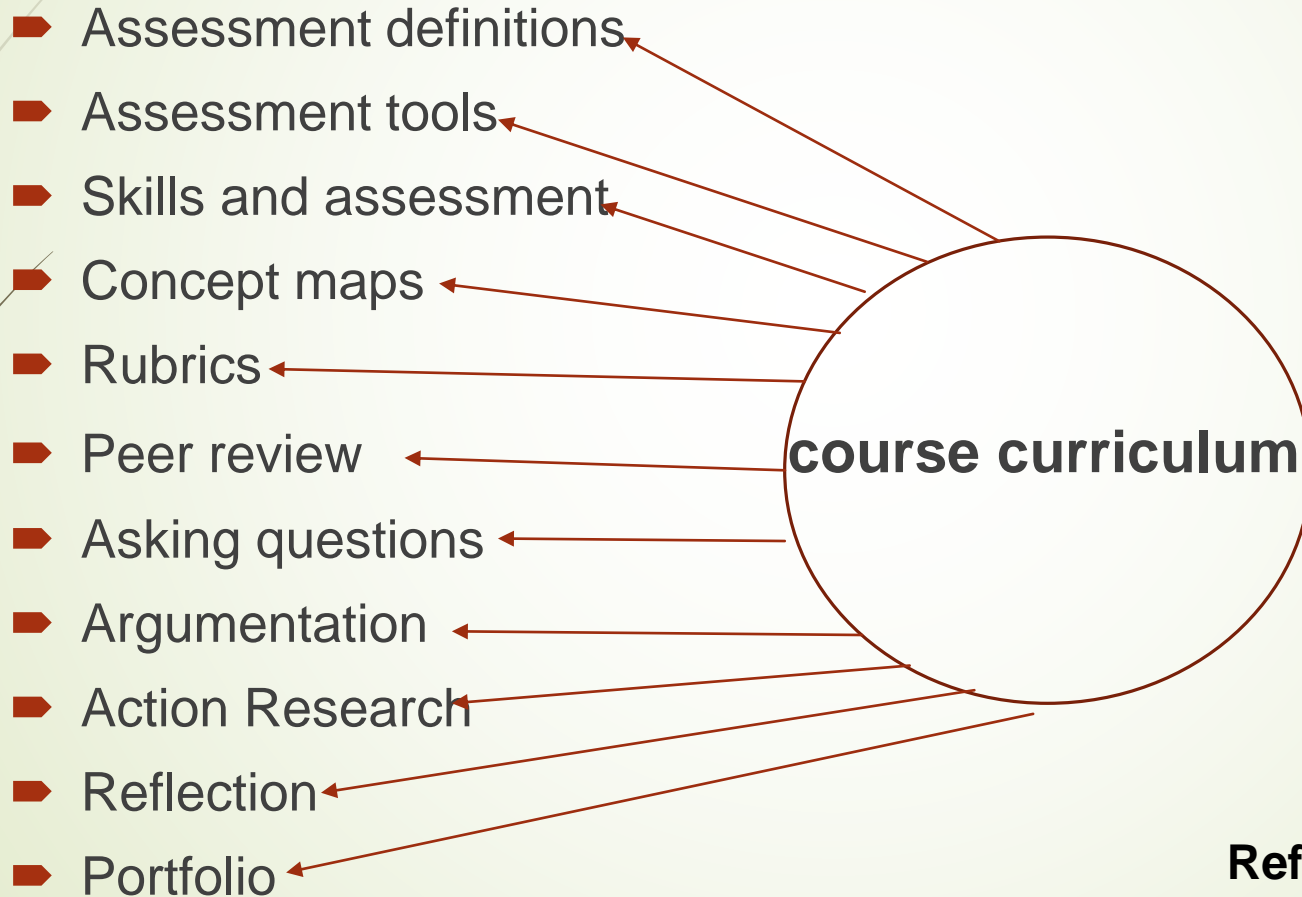 Assessment definitions
Assessment tools
Skills and assessment
Concept maps
Rubrics
Peer review
course curriculum
Asking questions
Argumentation
Action Research
Reflection
Portfolio
Ref